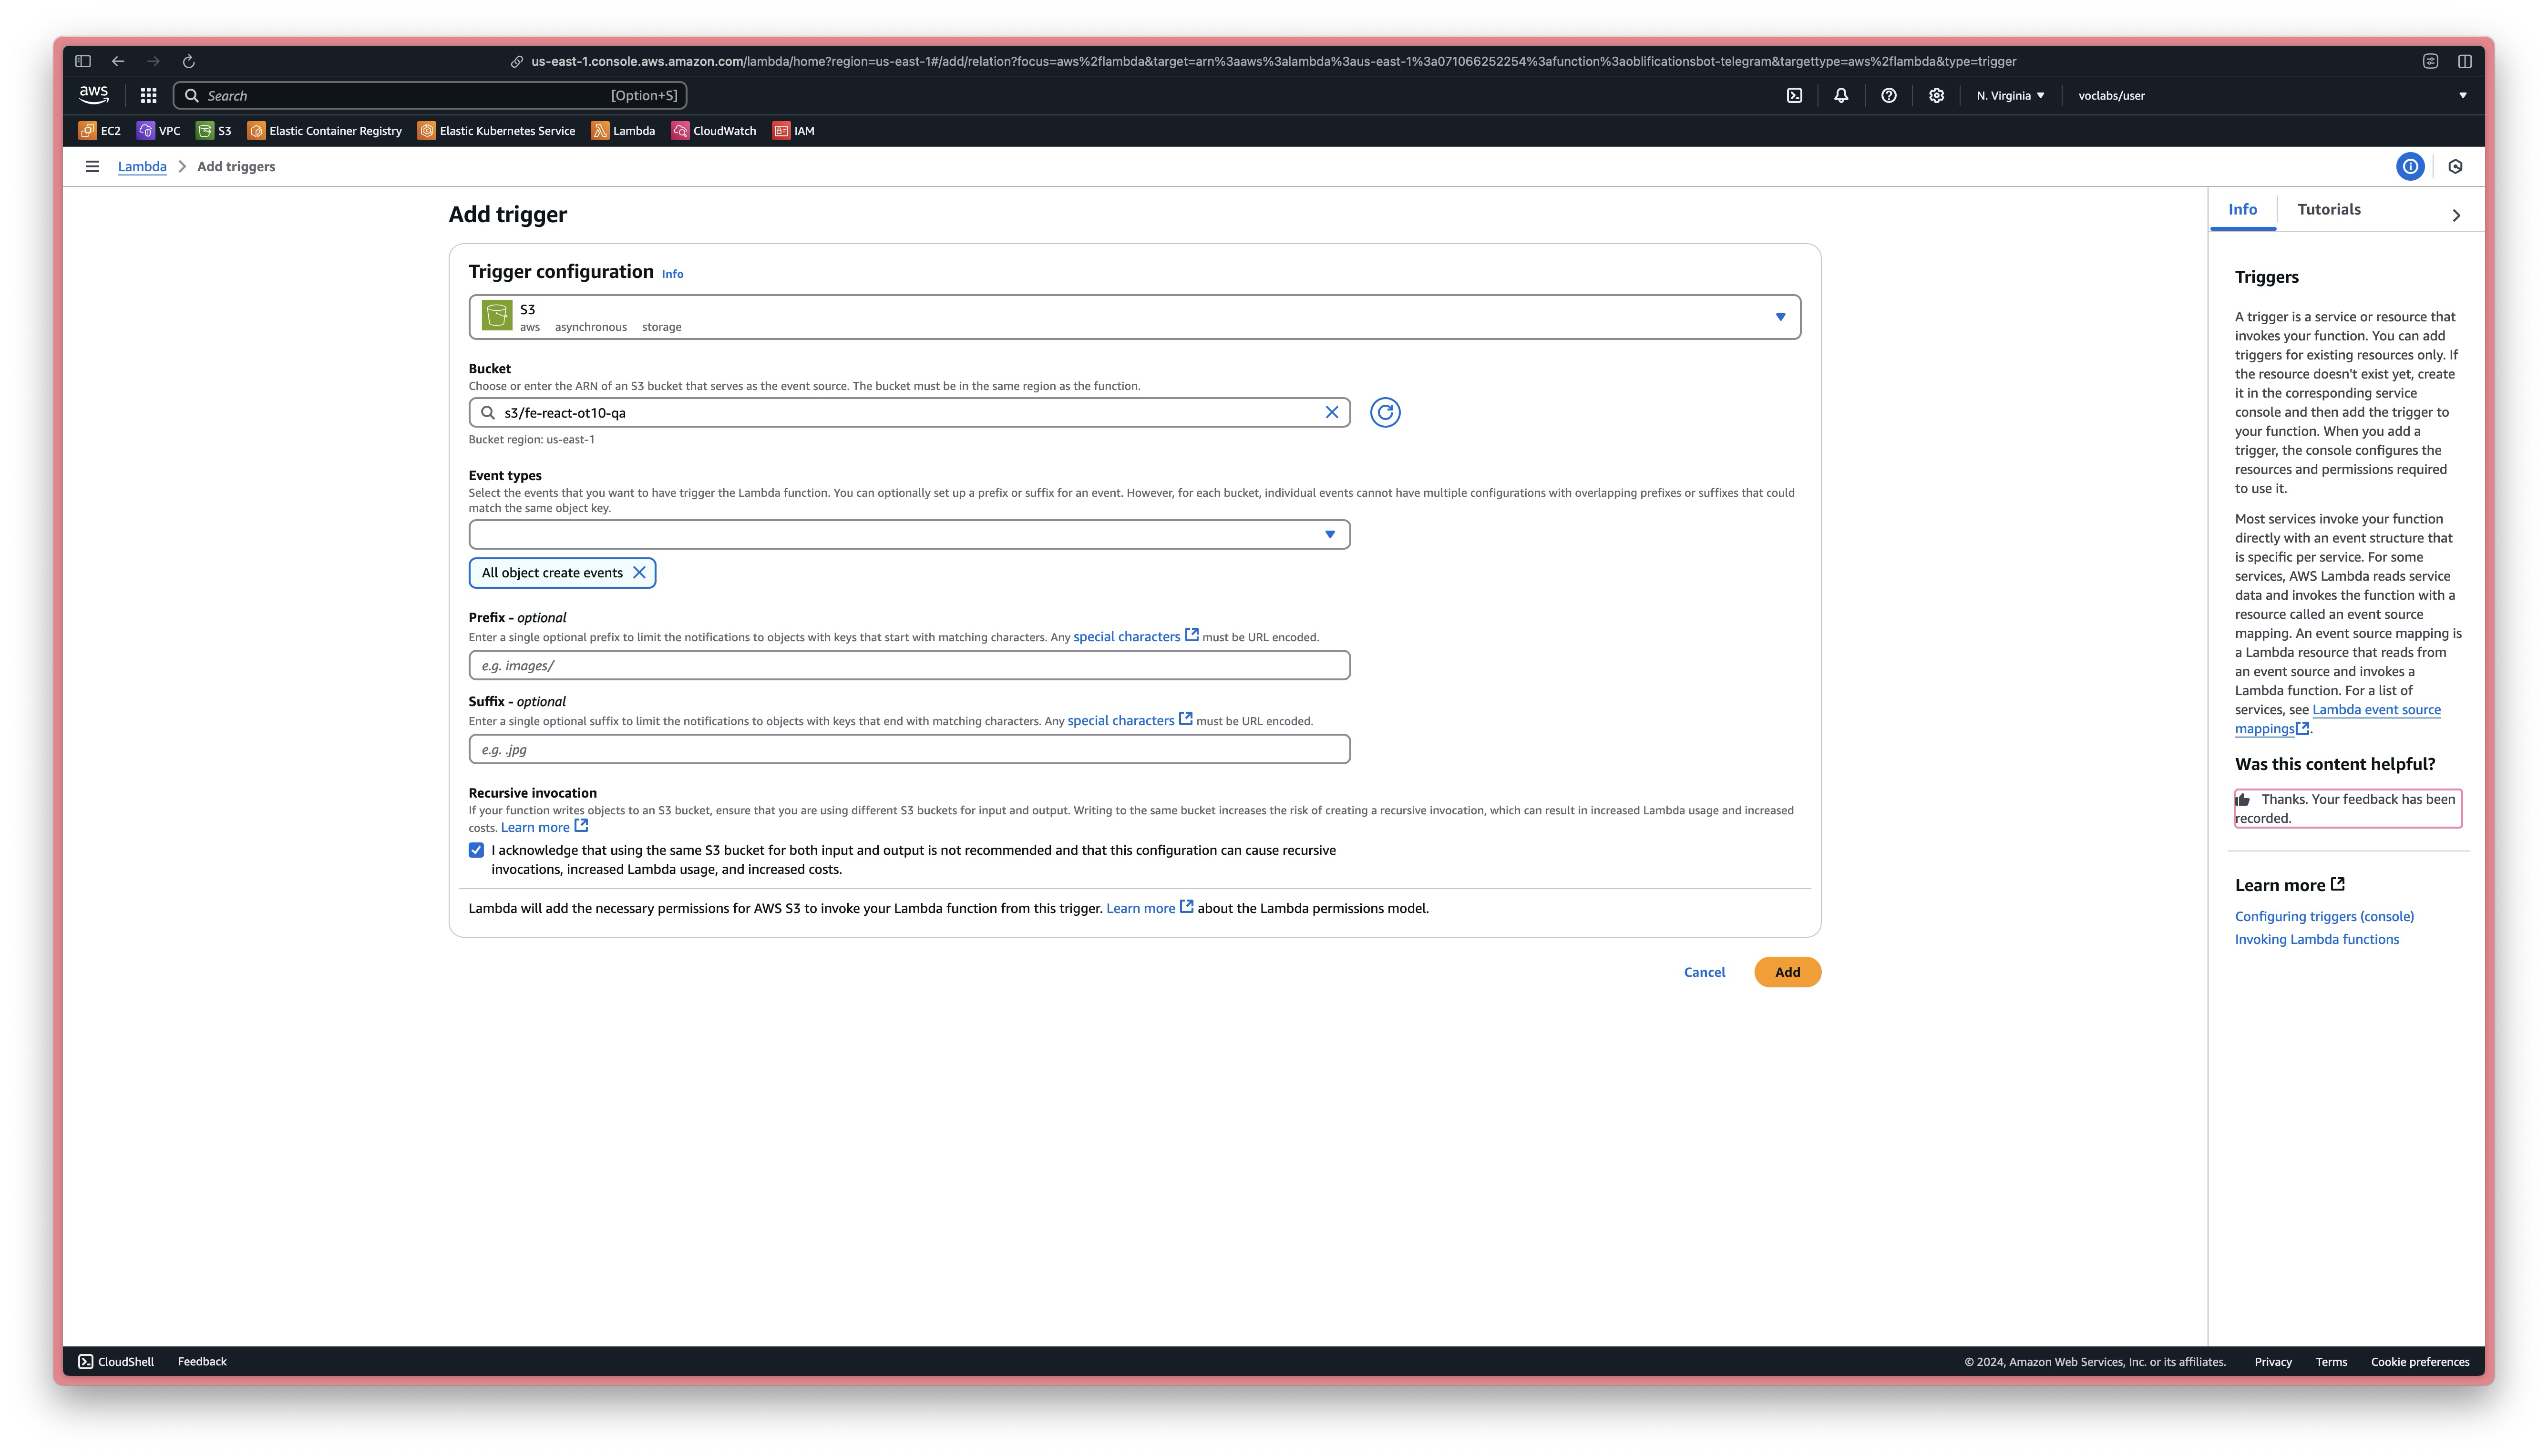 us-east-1.console.aws.amazon.com/lambda/home?region=us-east-1#/add/relation?focus=aws%2flambda&target=arn%3aaws%3alambda%3aus-east-1%3a071066252254%3afunction%3aoblificationsbot-telegram&targettype=aws%2flambda&type=trigger
aws
Search
[Option+S]
N. Virginia
voclabs/user
EC2
VPC
S3
Elastic Container Registry
Elastic Kubernetes Service
Lambda
CloudWatch
IAM
Lambda
Add triggers
Add trigger
Trigger configuration Info
S3
aws asynchronous storage
Bucket
Choose or enter the ARN of an S3 bucket that serves as the event source. The bucket must be in the same region as the function.
s3/fe-react-ot10-qa
Bucket region: us-east-1
Event types
Select the events that you want to have trigger the Lambda function. You can optionally set up a prefix or suffix for an event. However, for each bucket, individual events cannot have multiple configurations with overlapping prefixes or suffixes that could
match the same object key.
All object create events
Prefix - optional
Enter a single optional prefix to limit the notifications to objects with keys that start with matching characters. Any special characters must be URL encoded.
e.g. images/
Suffix - optional
Enter a single optional suffix to limit the notifications to objects with keys that end with matching characters. Any special characters must be URL encoded.
e.g. .jpg
Recursive invocation
If your function writes objects to an S3 bucket, ensure that you are using different S3 buckets for input and output. Writing to the same bucket increases the risk of creating a recursive invocation, which can result in increased Lambda usage and increased
costs. Learn more
I acknowledge that using the same S3 bucket for both input and output is not recommended and that this configuration can cause recursive
invocations, increased Lambda usage, and increased costs.
Lambda will add the necessary permissions for AWS S3 to invoke your Lambda function from this trigger. Learn more about the Lambda permissions model.
Cancel
Add
Info
Tutorials
Triggers
A trigger is a service or resource that
invokes your function. You can add
triggers for existing resources only. If
the resource doesn't exist yet, create
it in the corresponding service
console and then add the trigger to
your function. When you add a
trigger, the console configures the
resources and permissions required
to use it.
Most services invoke your function
directly with an event structure that
is specific per service. For some
services, AWS Lambda reads service
data and invokes the function with a
resource called an event source
mapping. An event source mapping is
a Lambda resource that reads from
an event source and invokes a
Lambda function. For a list of
services, see Lambda event source
mappings.
Was this content helpful?
Thanks. Your feedback has been
recorded.
Learn more
Configuring triggers (console)
Invoking Lambda functions
CloudShell
Feedback
© 2024, Amazon Web Services, Inc. or its affiliates.
Privacy
Terms
Cookie preferences